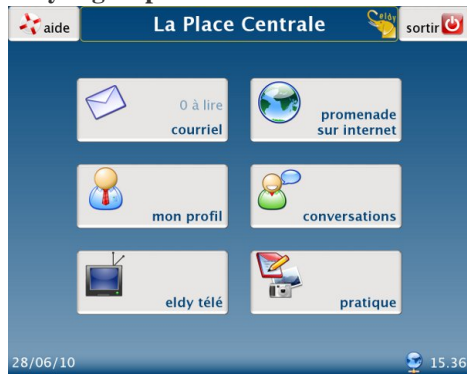 aide
La Place Centrale
Eldy
sortir
0 à lire
courriel
promenade
sur internet
mon profil
conversations
eldy télé
pratique
28/06/10
15.36